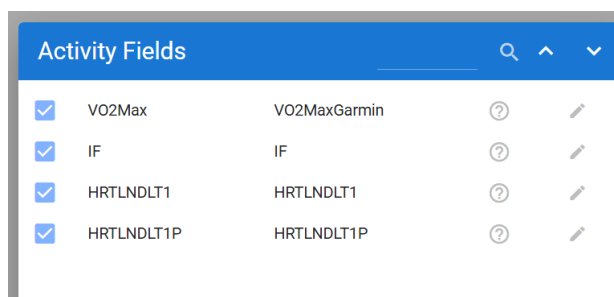 Activity Fields
VO2Max VO2MaxGarmin
IF IF
HRTLNDLT1 HRTLNDLT1
HRTLNDLT1P HRTLNDLT1P